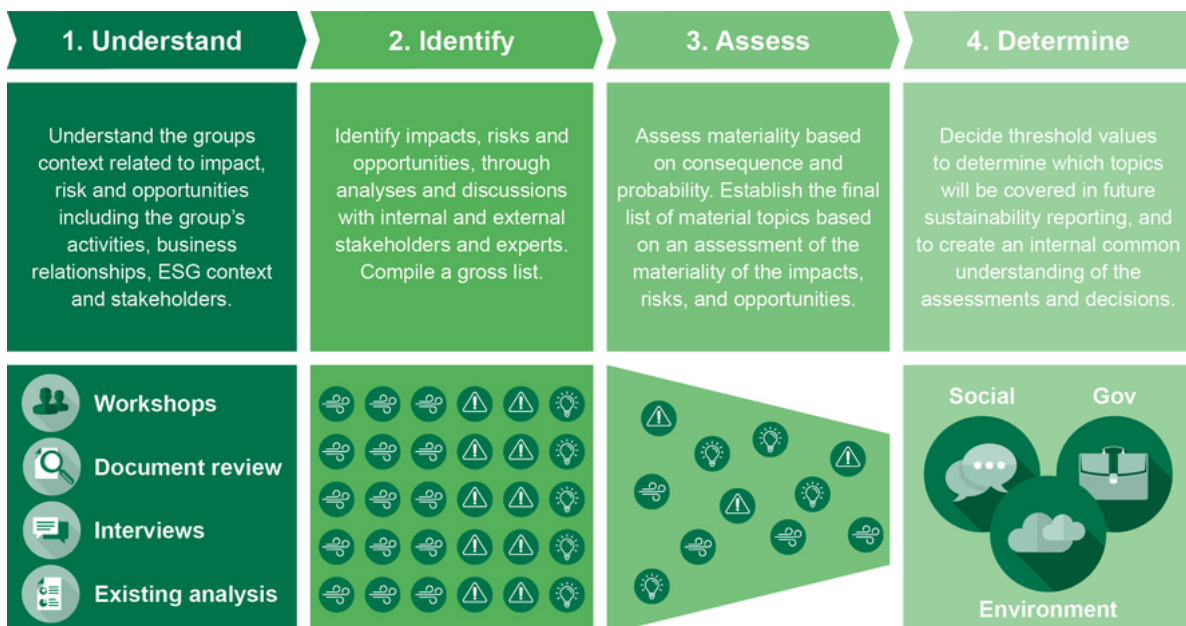 1. Understand
2. Identify
3. Assess
4. Determine
Understand the groups
context related to impact,
risk and opportunities
including the group's
activities, business
relationships, ESG context
and stakeholders.
Identify impacts, risks and
opportunities, through
analyses and discussions
with internal and external
stakeholders and experts.
Compile a gross list.
Assess materiality based
on consequence and
probability. Establish the final
list of material topics based
on an assessment of the
materiality of the impacts,
risks, and opportunities.
Decide threshold values
to determine which topics
will be covered in future
sustainability reporting, and
to create an internal common
understanding of the
assessments and decisions.
Workshops
Document review
Interviews
Existing analysis
Social
Gov
Environment